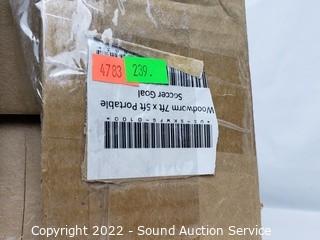 4783
239.
Woodworm 7ft x 5ft Portable
Soccer Goal
Copyright 2022 - Sound Auction Service